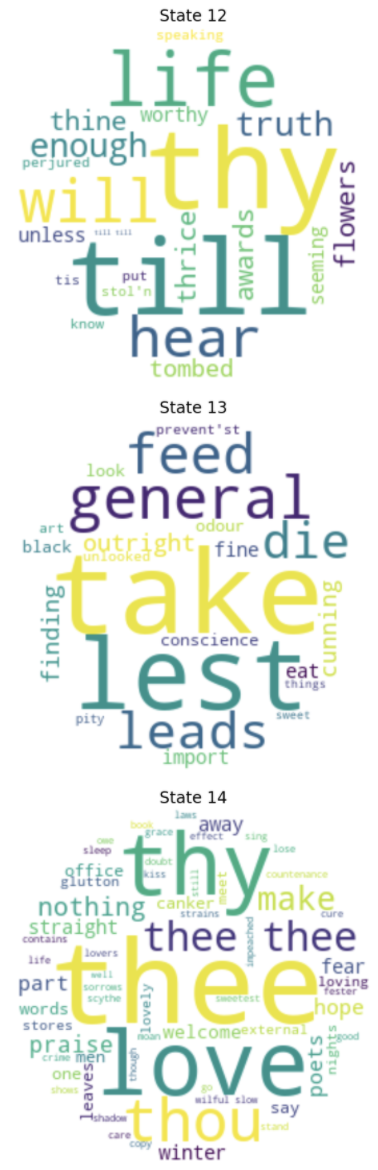 State 12
speaking
life
worthy
thine
truth
enough
thy
perjured
will
flowers
unless
till till
thrice
awards
seeming
till
tis
put
stol'n
know
hear
tombed
State 13
prevent'st
feed
look
general
art
odour
black
outright
fine
die
unlooked
take
finding
cunning
conscience
lest
eat
things
pity
sweet
leads
import
State 14
laws
book
away
grace
effect
sing
owe
thy
sleep
doubt
lose
office
kiss
still
meet
countenance
glutton
canker
make
nothing
strains
cure
straight
thee thee
impeached
contains
lovers
fear
life
thee
well
loving
part
sorrows
fester
scythe
lovely
sweetest
hope
words
stores
welcome
external
moan
good
praise
nights
crime
men
though
love
poets
one
go
shows
leaves
wilful slow
say
shadow
thou
stand
care
copy
winter